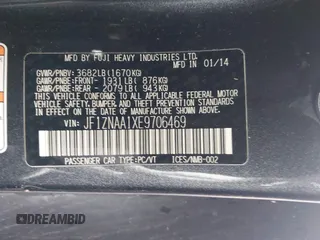 MFD BY FUJI HEAVY INDUSTRIES LTD.
MADE IN JAPAN 01/14
GVWR/PNBV: 3682LB(1670KG)
GAWR/PNBE:FRONT- 1931LB( 876KG)
GAWR/PNBE:REAR - 2079LB( 943KG)
THIS VEHICLE CONFORMS TO ALL APPLICABLE
FEDERAL MOTOR VEHICLE SAFETY, BUMPER,
AND THEFT PREVENTION STANDARDS
IN EFFECT ON THE DATE OF MANUFACTURE
SHOWN ABOVE.
VIN: JF1ZNAA1XE9706469
PASSENGER CAR TYPE:PC/VT ICES/NMB-002
CARDREAMBID